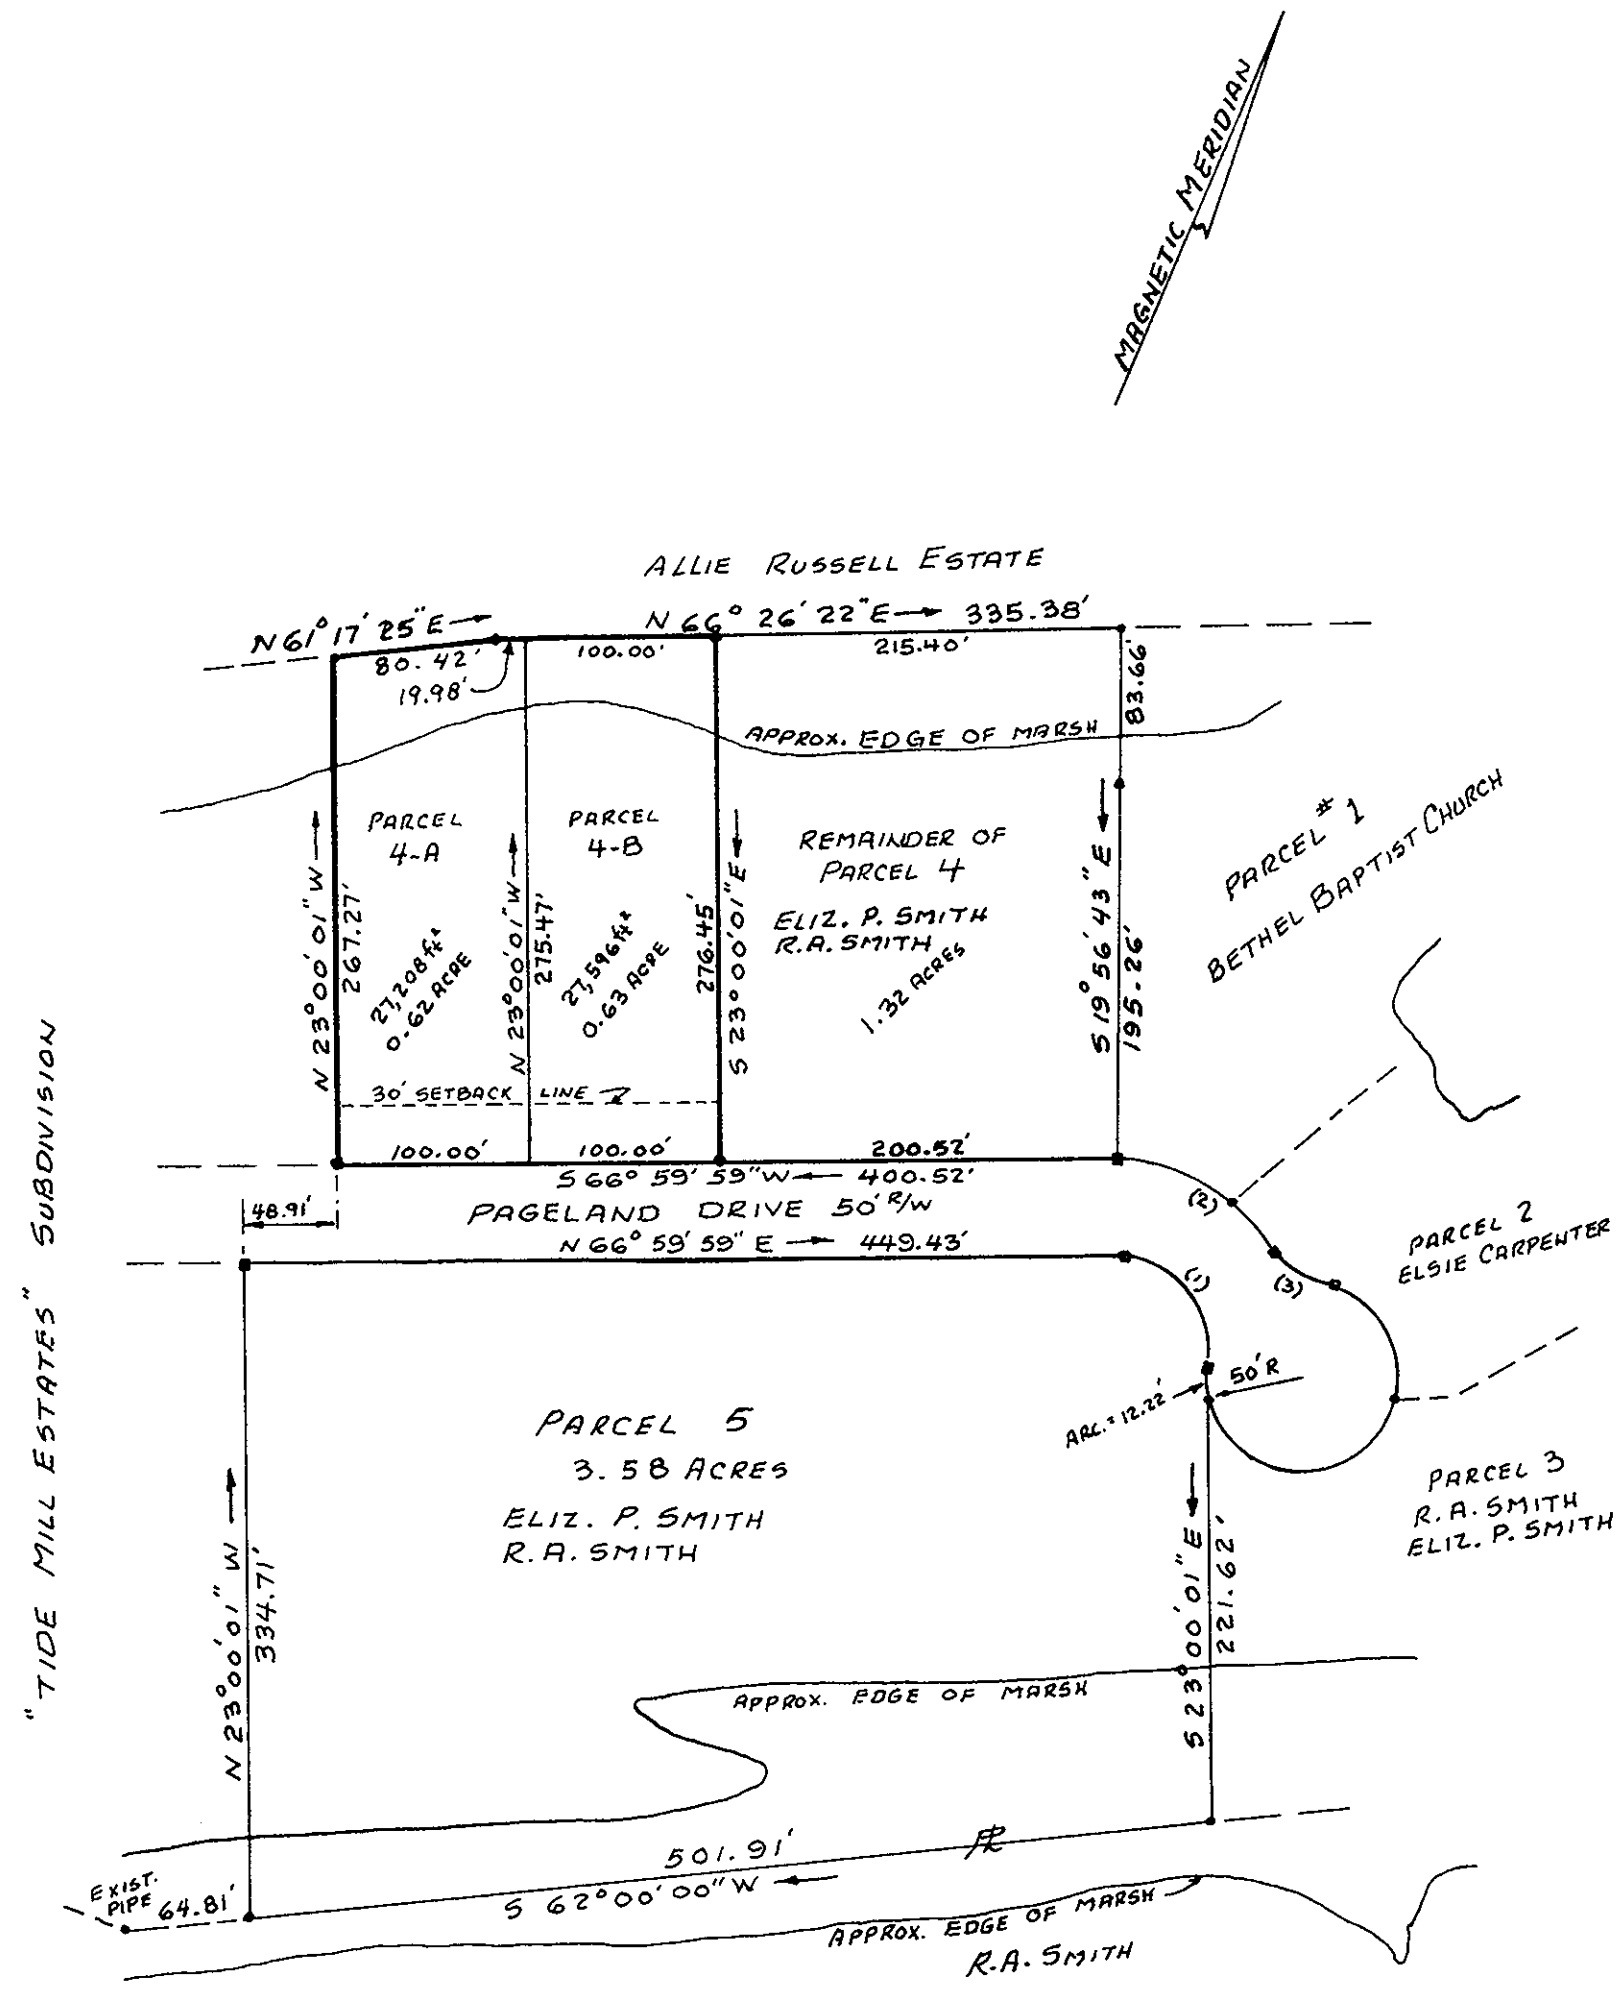 MAGNETIC MERIDIAN
ALLIE RUSSELL ESTATE
N 61° 17' 25" E
N 66° 26' 22" E 335.38'
80.42'
19.98'
100.00'
215.40'
83.66'
APPROX. EDGE OF MARSH
PARCEL
4-A
27,208 ft²
0.62 ACRE
N 23° 00' 01" W
267.27'
PARCEL
4-B
27,596 ft²
0.63 ACRE
N 23° 00' 01" W
275.47'
276.45'
S 23° 00' 01" E
REMAINDER OF
PARCEL 4
ELIZ. P. SMITH
R.A. SMITH
1.32 ACRES
S 19° 56' 43" E
195.26'
PARCEL # 1
BETHEL BAPTIST CHURCH
30' SETBACK LINE
100.00'
100.00'
200.52'
S 66° 59' 59" W 400.52'
48.91'
PAGELAND DRIVE 50' R/W
N 66° 59' 59" E 449.43'
(1)
(2)
(3)
PARCEL 2
ELSIE CARPENTER
50' R
ARC. = 12.22'
PARCEL 3
R.A. SMITH
ELIZ. P. SMITH
"TIDE MILL ESTATES" SUBDIVISION
PARCEL 5
3.58 ACRES
ELIZ. P. SMITH
R.A. SMITH
N 23° 00' 01" W
334.71'
S 23° 00' 01" E
221.62'
APPROX. EDGE OF MARSH
501.91'
PL
S 62° 00' 00" W
EXIST.
PIPE
64.81'
APPROX. EDGE OF MARSH
R.A. SMITH